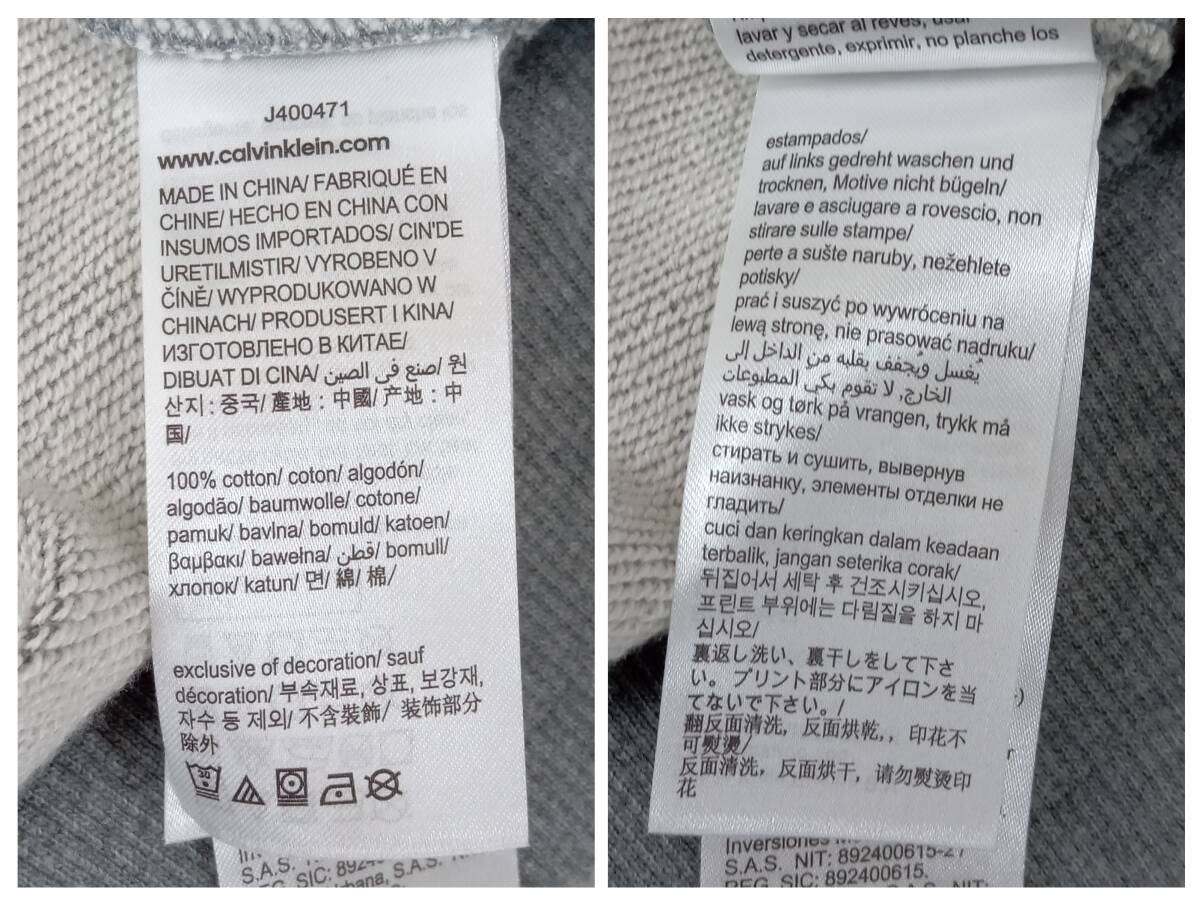 J400471
www.calvinklein.com
MADE IN CHINA/ FABRIQUÉ EN
CHINE/ HECHO EN CHINA CON
INSUMOS IMPORTADOS/ CIN'DE
URETILMISTIR/ VYROBENO V
ČÍNĚ/ WYPRODUKOWANO W
CHINACH/ PRODUSERT I KINA/
ИЗГОТОВЛЕНО В КИТАЕ/
DIBUAT DI CINA/ صنع في الصين/ 원
산지 : 중국/ 產地 : 中國/ 产地 : 中
国/
100% cotton/ coton/ algodón/
algodão/ baumwolle/ cotone/
pamuk/ bavlna/ bomuld/ katoen/
βαμβακι/ bawełna/ قطن/ bomull/
хлопок/ katun/ 면/ 綿/ 棉/
exclusive of decoration/ sauf
décoration/ 부속재료, 상표, 보강재,
자수 등 제외/ 不含裝飾/ 装饰部分
除外
30
S.A.S.
SIC:
S.A.S.
lavar y secar al revés, usar
detergente, exprimir, no planche los
estampados/
auf links gedreht waschen und
trocknen, Motive nicht bügeln/
lavare e asciugare a rovescio, non
stirare sulle stampe/
perte a sušte naruby, nežehlete
potisky/
prać i suszyć po wywróceniu na
lewą stronę, nie prasować nadruku/
يُغسل ويُجفف بقلبه من الداخل إلى
الخارج, لا تقوم بكي المطبوعات
vask og tørk på vrangen, trykk må
ikke strykes/
стирать и сушить, вывернув
наизнанку, элементы отделки не
гладить/
cuci dan keringkan dalam keadaan
terbalik, jangan seterika corak/
뒤집어서 세탁 후 건조시키십시오,
프린트 부위에는 다림질을 하지 마
십시오/
裏返し洗い、裏干しをして下さ
い。 プリント部分にアイロンを当
てないで下さい。/
翻反面清洗，反面烘乾,，印花不
可熨燙/
反面清洗，反面烘干，请勿熨烫印
花
Inversiones
S.A.S. NIT: 892400615-27
REG. SIC: 892400615.